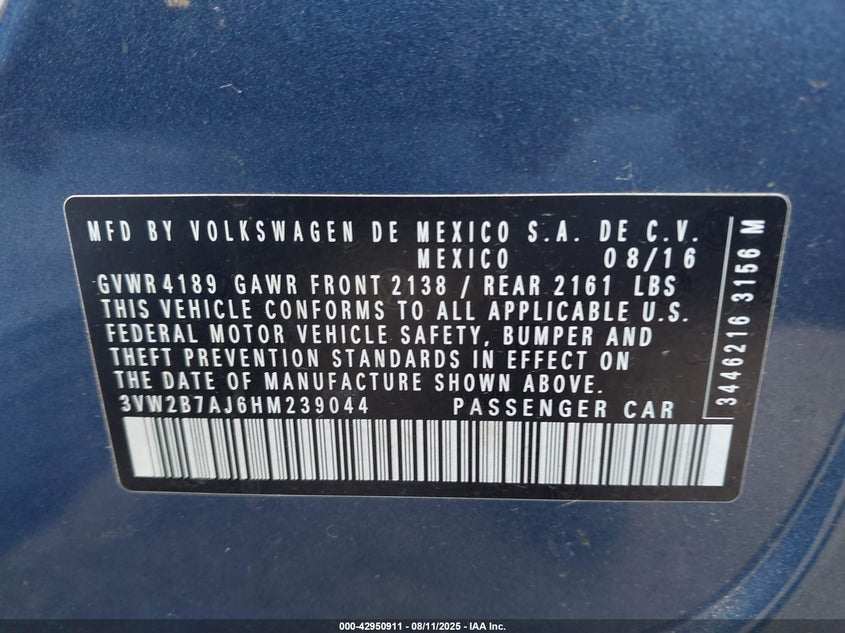 MFD BY VOLKSWAGEN DE MEXICO S.A. DE C.V.
MEXICO 08/16
GVWR 4189 GAWR FRONT 2138 / REAR 2161 LBS
THIS VEHICLE CONFORMS TO ALL APPLICABLE U.S.
FEDERAL MOTOR VEHICLE SAFETY, BUMPER AND
THEFT PREVENTION STANDARDS IN EFFECT ON
THE DATE OF MANUFACTURE SHOWN ABOVE.
3VW2B7AJ6HM239044 PASSENGER CAR
3446216 3156 M
000-42950911 - 08/11/2025 - IAA Inc.